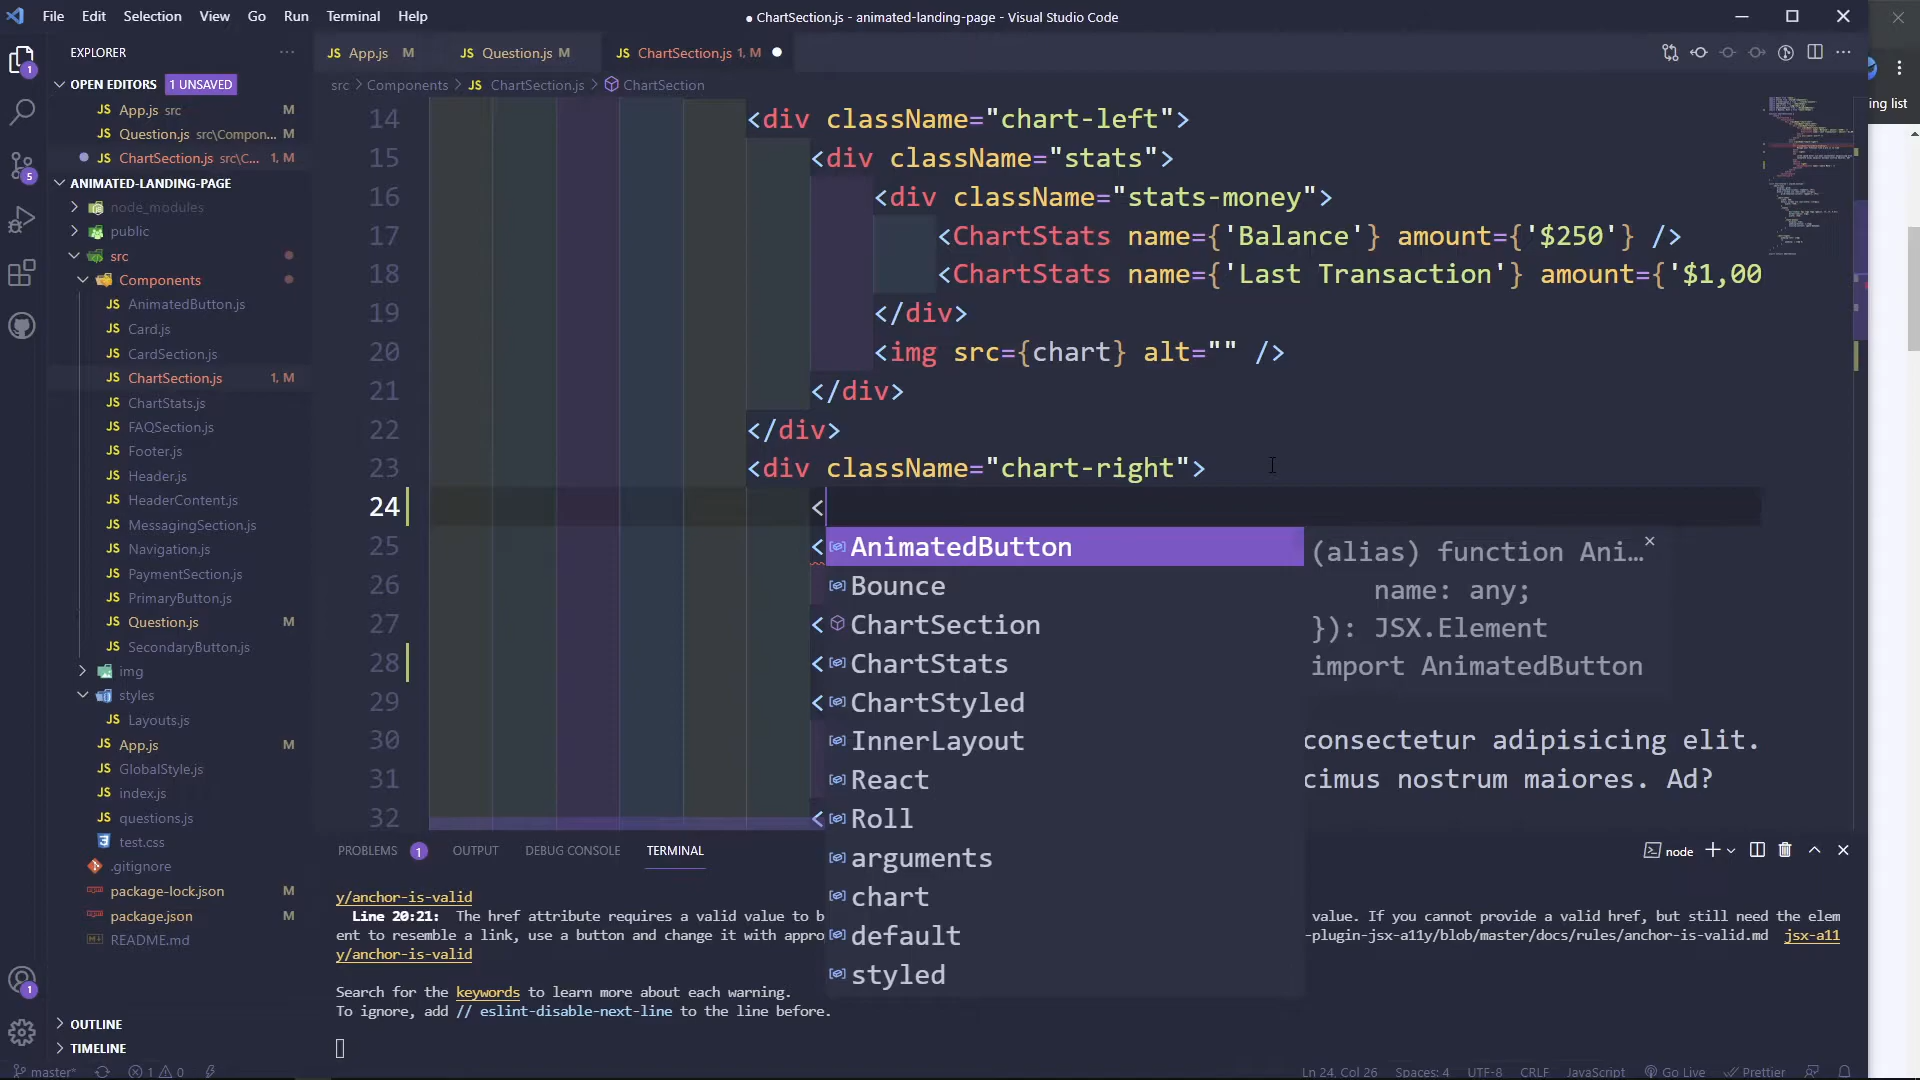 File Edit Selection View Go Run Terminal Help
● ChartSection.js - animated-landing-page - Visual Studio Code
EXPLORER
JS App.js M
JS Question.js M
JS ChartSection.js 1, M
ing list
OPEN EDITORS 1 UNSAVED
src > Components > JS ChartSection.js > ChartSection
JS App.js src M
JS Question.js src\Compon... M
JS ChartSection.js src\C... 1, M
ANIMATED-LANDING-PAGE
node_modules
public
src
Components
JS AnimatedButton.js
JS Card.js
JS CardSection.js
JS ChartSection.js 1, M
JS ChartStats.js
JS FAQSection.js
JS Footer.js
JS Header.js
JS HeaderContent.js
JS MessagingSection.js
JS Navigation.js
JS PaymentSection.js
JS PrimaryButton.js
JS Question.js M
JS SecondaryButton.js
img
styles
JS Layouts.js
JS App.js M
JS GlobalStyle.js
JS index.js
JS questions.js
test.css
.gitignore
package-lock.json M
package.json M
README.md
OUTLINE
TIMELINE
14 <div className="chart-left">
15 <div className="stats">
16 <div className="stats-money">
17 <ChartStats name={'Balance'} amount={'$250'} />
18 <ChartStats name={'Last Transaction'} amount={'$1,00
19 </div>
20 <img src={chart} alt="" />
21 </div>
22 </div>
23 <div className="chart-right">
24 <
25 <
26
27 <
28 <
29 <
30 consectetur adipisicing elit.
31 cimus nostrum maiores. Ad?
32 <
AnimatedButton
Bounce
ChartSection
ChartStats
ChartStyled
InnerLayout
React
Roll
arguments
chart
default
styled
(alias) function Ani…
name: any;
}): JSX.Element
import AnimatedButton
PROBLEMS 1 OUTPUT DEBUG CONSOLE TERMINAL
node
y/anchor-is-valid
Line 20:21: The href attribute requires a valid value to b value. If you cannot provide a valid href, but still need the elem
ent to resemble a link, use a button and change it with appro -plugin-jsx-a11y/blob/master/docs/rules/anchor-is-valid.md jsx-a11
y/anchor-is-valid
Search for the keywords to learn more about each warning.
To ignore, add // eslint-disable-next-line to the line before.
master* 1 0
Ln 24, Col 26 Spaces: 4 UTF-8 CRLF JavaScript Go Live Prettier